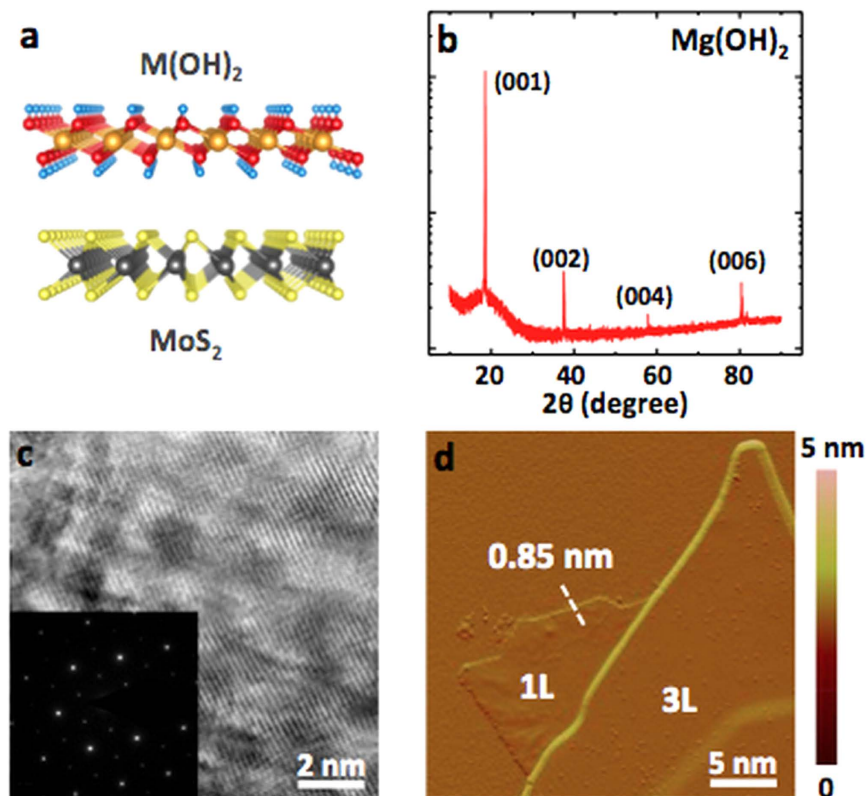 a
M(OH)₂
MoS₂
b
Mg(OH)₂
(001)
(002)
(004)
(006)
20 40 60 80
2θ (degree)
c
2 nm
d
0.85 nm
1L
3L
5 nm
5 nm
0